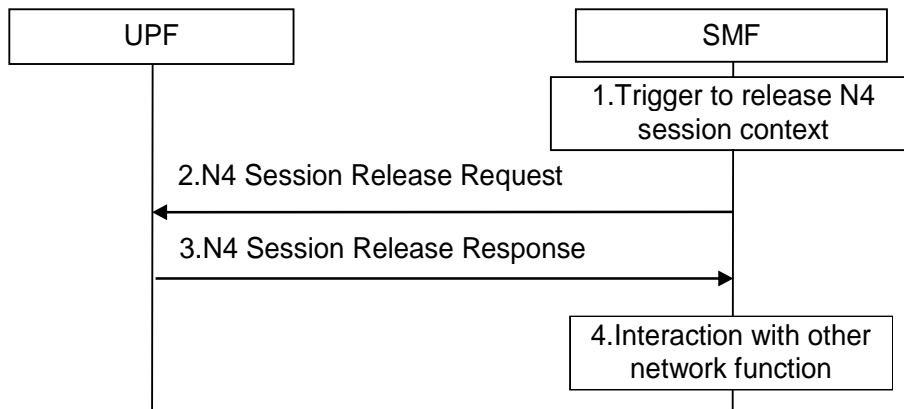 UPF
SMF
1.Trigger to release N4
session context
2.N4 Session Release Request
3.N4 Session Release Response
4.Interaction with other
network function